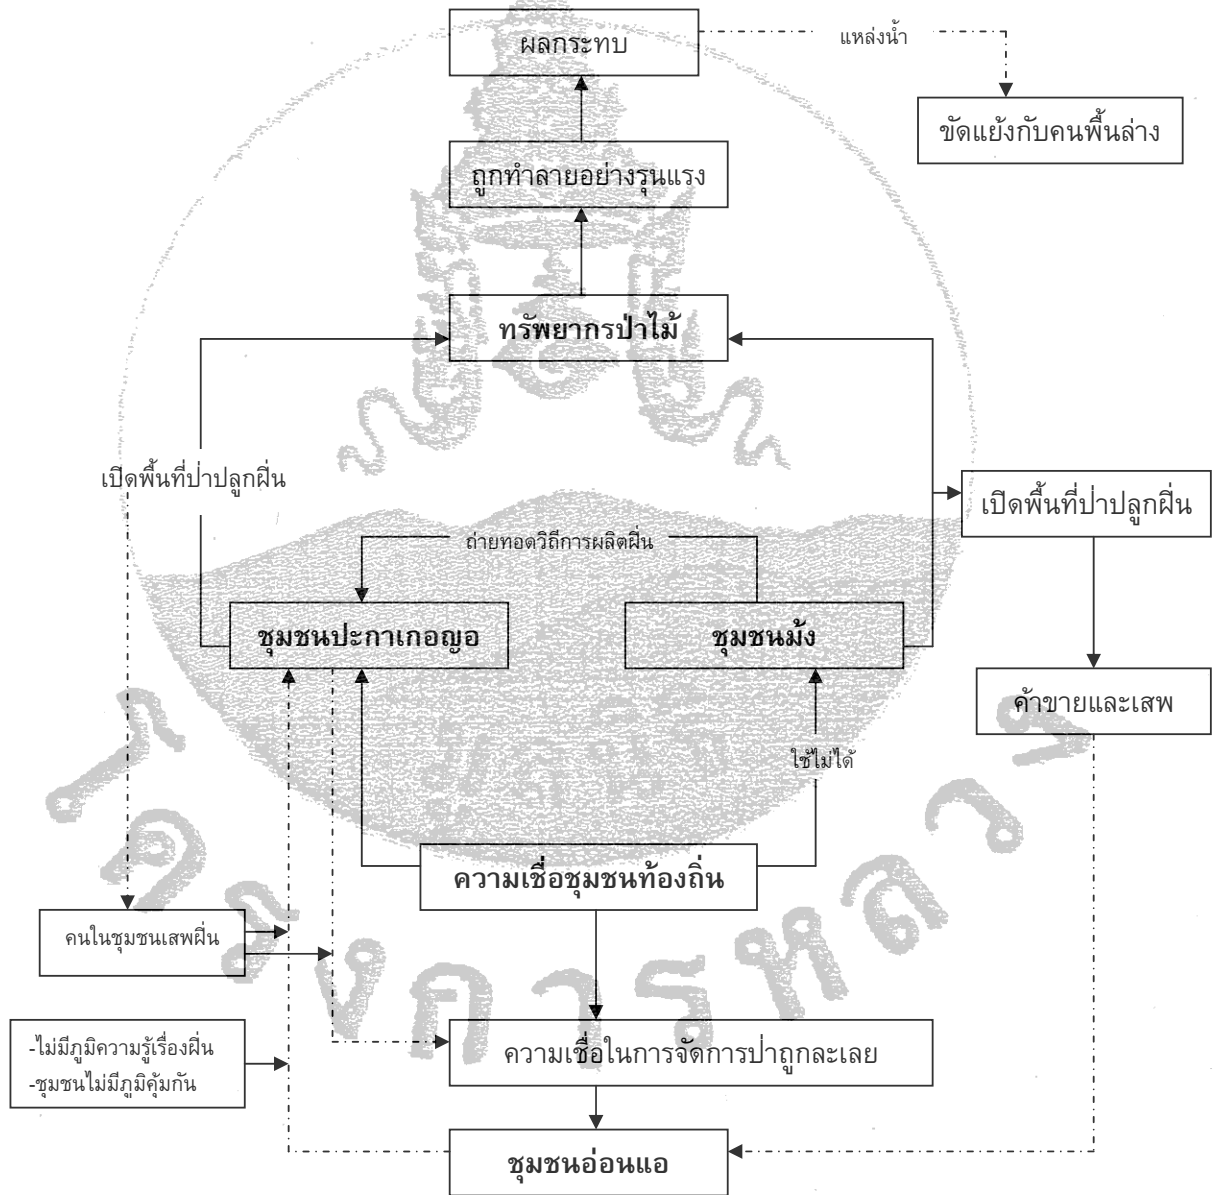 ผลกระทบ
แหล่งน้ำ
ขัดแย้งกับคนพื้นล่าง
ถูกทำลายอย่างรุนแรง
ทรัพยากรป่าไม้
เปิดพื้นที่ป่าปลูกฝิ่น
เปิดพื้นที่ป่าปลูกฝิ่น
ถ่ายทอดวิถีการผลิตฝิ่น
ชุมชนปะกาเกอญอ
ชุมชนม้ง
ค้าขายและเสพ
ใช้ไม่ได้
ความเชื่อชุมชนท้องถิ่น
คนในชุมชนเสพฝิ่น
-ไม่มีภูมิความรู้เรื่องฝิ่น
-ชุมชนไม่มีภูมิคุ้มกัน
ความเชื่อในการจัดการป่าถูกละเลย
ชุมชนอ่อนแอ